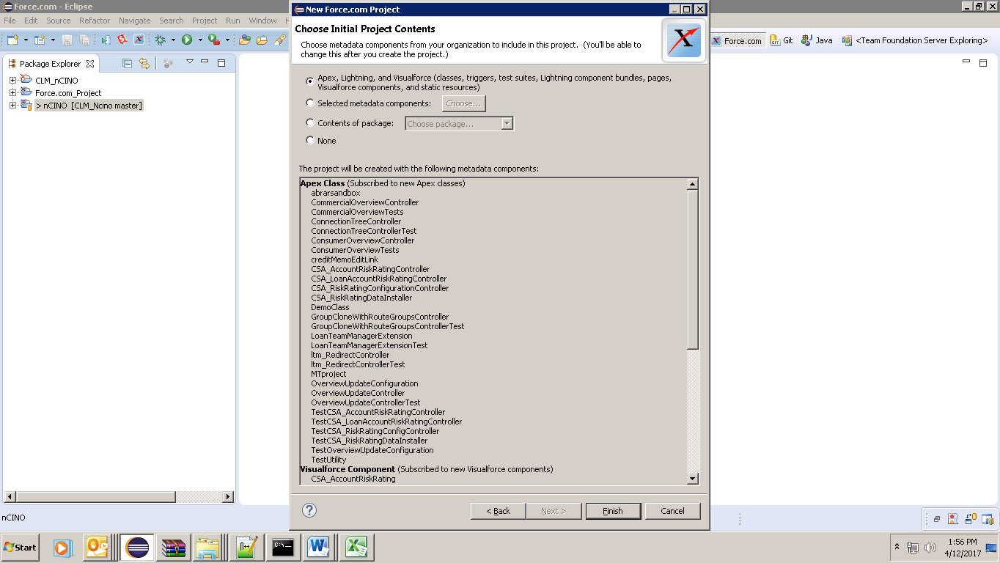 Force.com - Eclipse
File Edit Source Refactor Navigate Search Project Run Window
Force.com Git Java <Team Foundation Server Exploring>
Package Explorer
CLM_nCINO
Force.com_Project
> nCINO [CLM_Ncino master]
New Force.com Project
Choose Initial Project Contents
Choose metadata components from your organization to include in this project. (You'll be able to
change this after you create the project.)
Apex, Lightning, and Visualforce (classes, triggers, test suites, Lightning component bundles, pages,
Visualforce components, and static resources)
Selected metadata components: Choose...
Contents of package: Choose package...
None
The project will be created with the following metadata components:
Apex Class (Subscribed to new Apex classes)
abrarsandbox
CommercialOverviewController
CommercialOverviewTests
ConnectionTreeController
ConnectionTreeControllerTest
ConsumerOverviewController
ConsumerOverviewTests
creditMemoEditLink
CSA_AccountRiskRatingController
CSA_LoanAccountRiskRatingController
CSA_RiskRatingConfigurationController
CSA_RiskRatingDataInstaller
DemoClass
GroupCloneWithRouteGroupsController
GroupCloneWithRouteGroupsControllerTest
LoanTeamManagerExtension
LoanTeamManagerExtensionTest
ltm_RedirectController
ltm_RedirectControllerTest
MTproject
OverviewUpdateConfiguration
OverviewUpdateController
OverviewUpdateControllerTest
TestCSA_AccountRiskRatingController
TestCSA_LoanAccountRiskRatingController
TestCSA_RiskRatingConfigController
TestCSA_RiskRatingDataInstaller
TestOverviewUpdateConfiguration
TestUtility
Visualforce Component (Subscribed to new Visualforce components)
CSA_AccountRiskRating
< Back Next > Finish Cancel
nCINO
Start
1:56 PM
4/12/2017